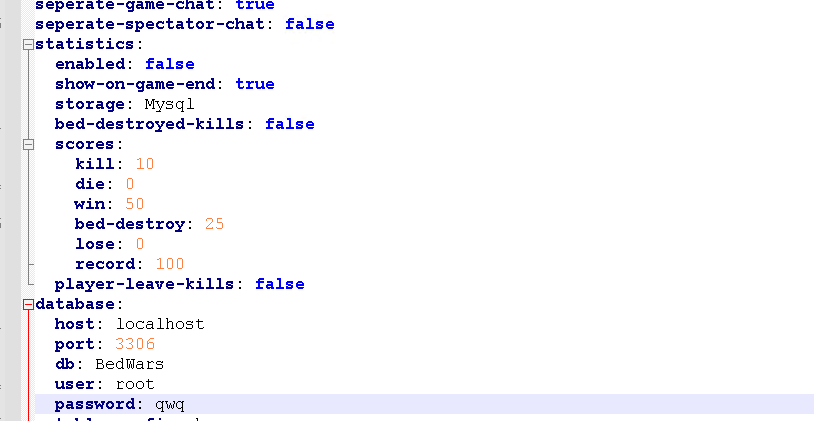 seperate-game-chat: true
seperate-spectator-chat: false
statistics:
enabled: false
show-on-game-end: true
storage: Mysql
bed-destroyed-kills: false
scores:
kill: 10
die: 0
win: 50
bed-destroy: 25
lose: 0
record: 100
player-leave-kills: false
database:
host: localhost
port: 3306
db: BedWars
user: root
password: qwq